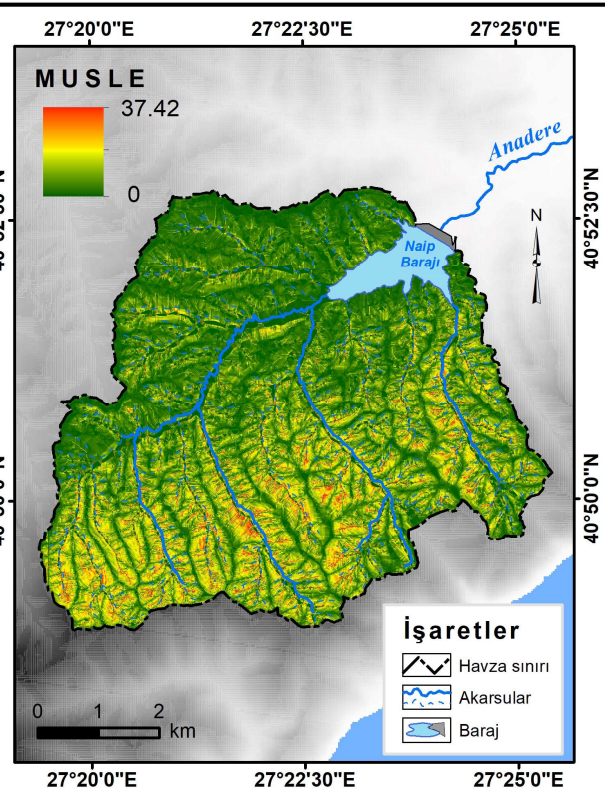 27°20'0"E 27°22'30"E 27°25'0"E
MUSLE
37.42
0
Anadere
40°52'30"N
N
Naip
Barajı
40°50'0"N
İşaretler
Havza sınırı
Akarsular
Baraj
0 1 2
km
27°20'0"E 27°22'30"E 27°25'0"E